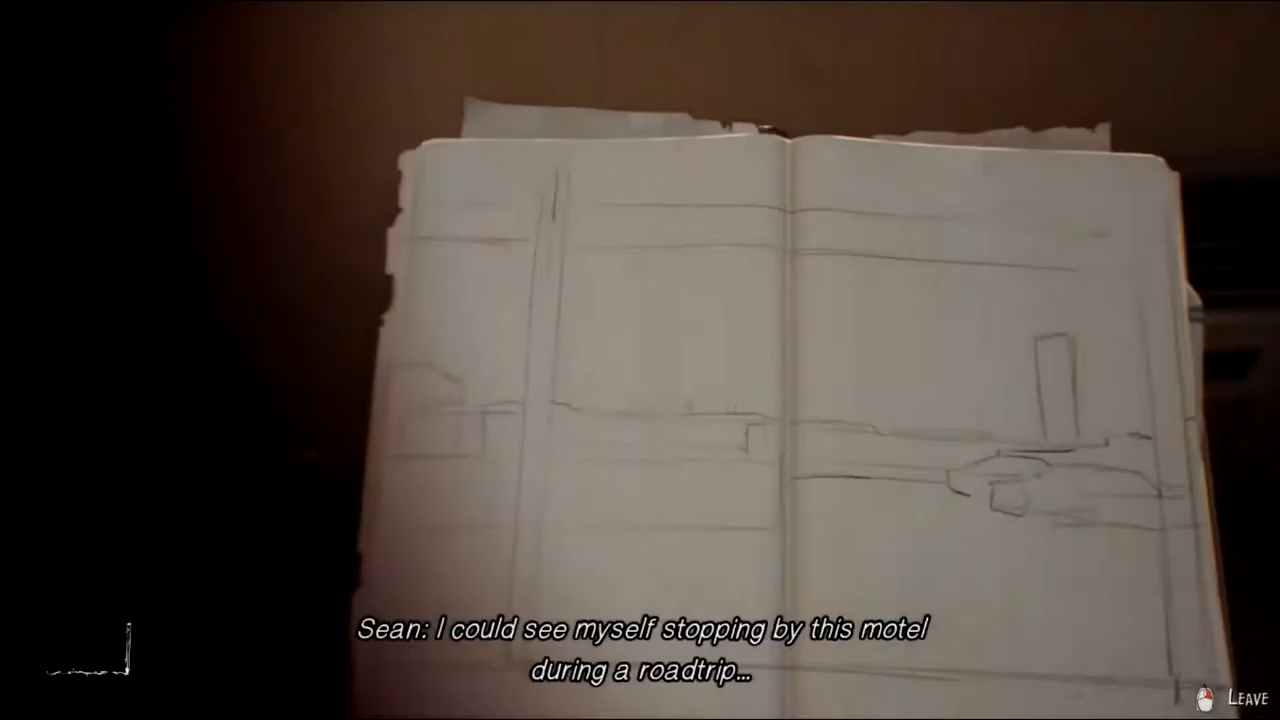 Sean: I could see myself stopping by this motel
during a roadtrip...
LEAVE